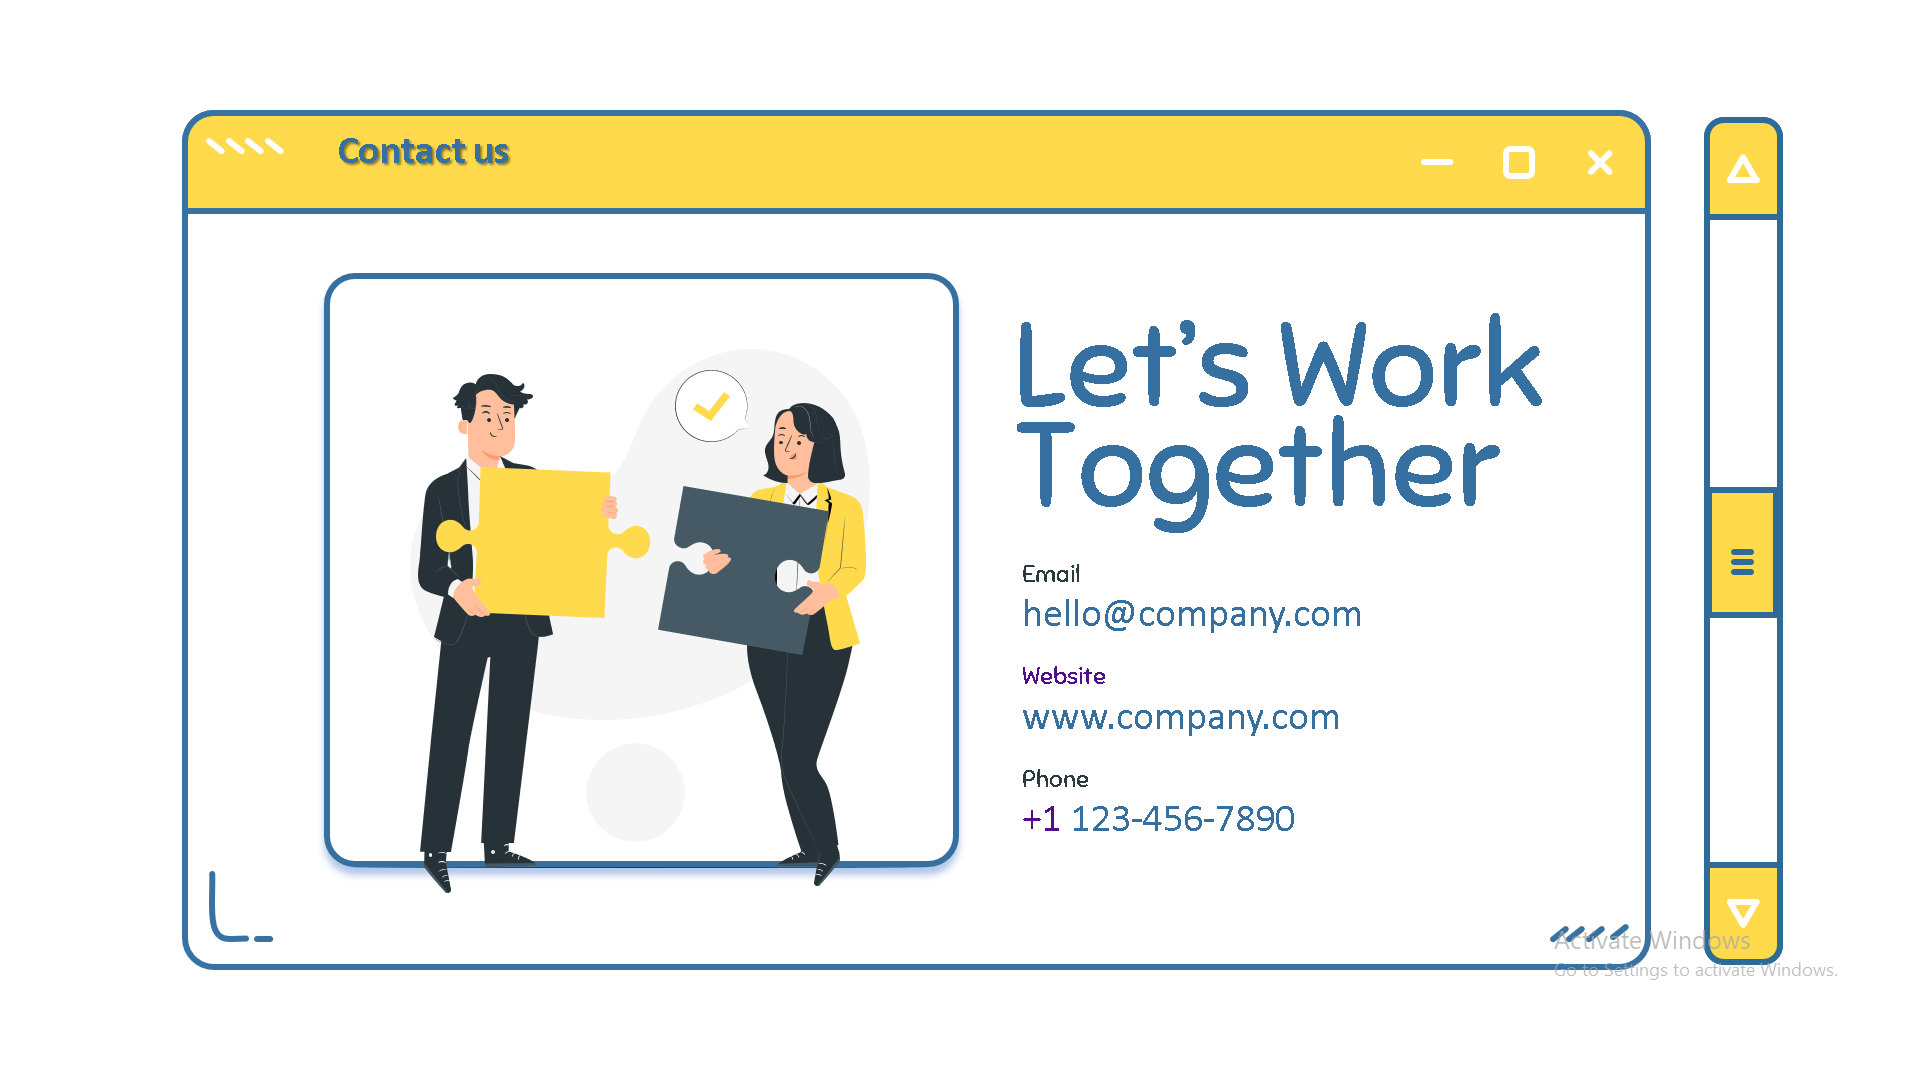 Contact us
Let's Work
Together
Email
hello@company.com
Website
www.company.com
Phone
+1 123-456-7890
Activate Windows
Go to Settings to activate Windows.